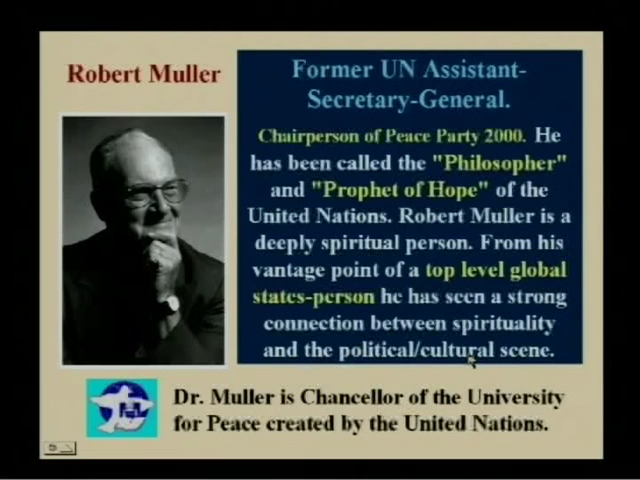 Robert Muller
Former UN Assistant-
Secretary-General.
Chairperson of Peace Party 2000. He
has been called the "Philosopher"
and "Prophet of Hope" of the
United Nations. Robert Muller is a
deeply spiritual person. From his
vantage point of a top level global
states-person he has seen a strong
connection between spirituality
and the political/cultural scene.
Dr. Muller is Chancellor of the University
for Peace created by the United Nations.